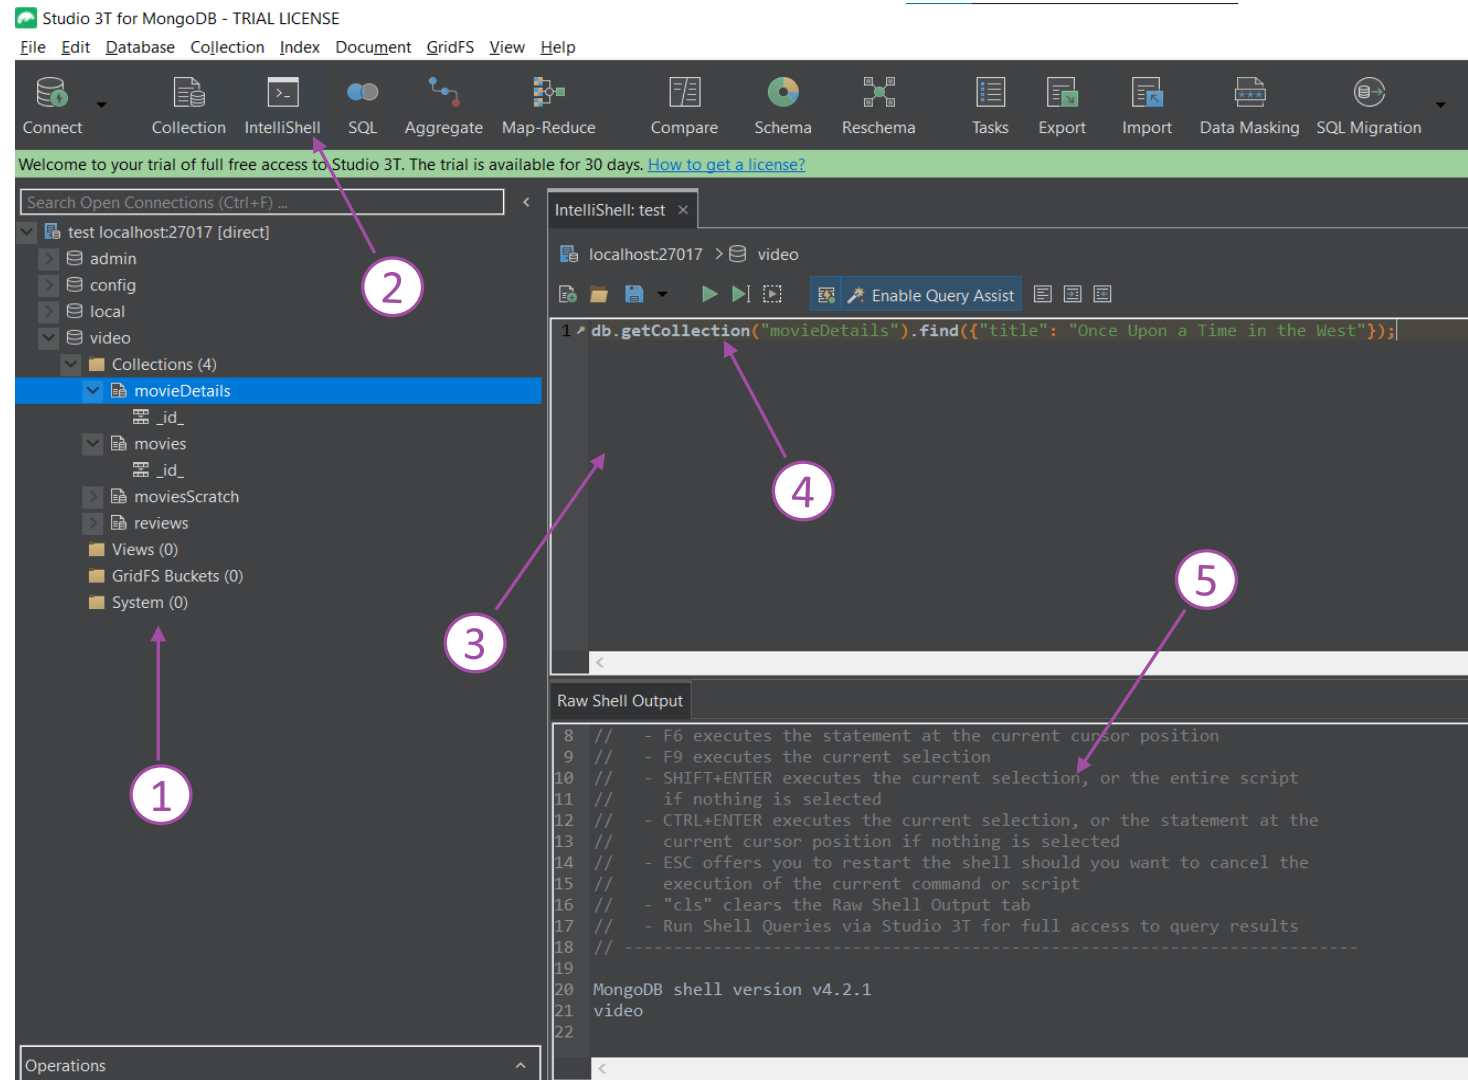 Studio 3T for MongoDB - TRIAL LICENSE
File Edit Database Collection Index Document GridFS View Help
Connect Collection IntelliShell SQL Aggregate Map-Reduce Compare Schema Reschema Tasks Export Import Data Masking SQL Migration
Welcome to your trial of full free access to Studio 3T. The trial is available for 30 days. How to get a license?
Search Open Connections (Ctrl+F) ...
test localhost:27017 [direct]
admin
config
local
video
Collections (4)
movieDetails
_id_
movies
_id_
moviesScratch
reviews
Views (0)
GridFS Buckets (0)
System (0)
1
2
3
Operations
IntelliShell: test ×
localhost:27017 > video
Enable Query Assist
1 db.getCollection("movieDetails").find({"title": "Once Upon a Time in the West"});
4
5
Raw Shell Output
8 // - F6 executes the statement at the current cursor position
9 // - F9 executes the current selection
10 // - SHIFT+ENTER executes the current selection, or the entire script
11 // if nothing is selected
12 // - CTRL+ENTER executes the current selection, or the statement at the
13 // current cursor position if nothing is selected
14 // - ESC offers you to restart the shell should you want to cancel the
15 // execution of the current command or script
16 // - "cls" clears the Raw Shell Output tab
17 // - Run Shell Queries via Studio 3T for full access to query results
18 // --------------------------------------------------------------------------
19
20 MongoDB shell version v4.2.1
21 video
22